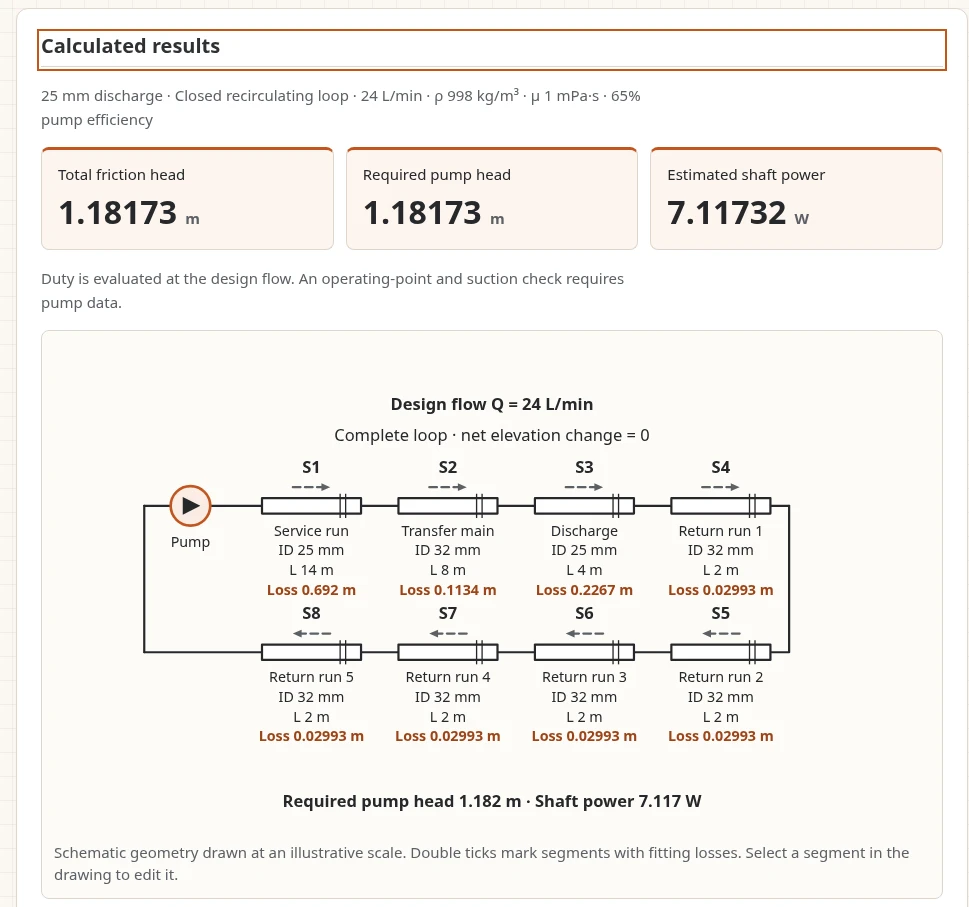 Calculated results
25 mm discharge · Closed recirculating loop · 24 L/min · ρ 998 kg/m³ · μ 1 mPa·s · 65%
pump efficiency
Total friction head
1.18173 m
Required pump head
1.18173 m
Estimated shaft power
7.11732 W
Duty is evaluated at the design flow. An operating-point and suction check requires
pump data.
Design flow Q = 24 L/min
Complete loop · net elevation change = 0
S1 S2 S3 S4
Pump
Service run Transfer main Discharge Return run 1
ID 25 mm ID 32 mm ID 25 mm ID 32 mm
L 14 m L 8 m L 4 m L 2 m
Loss 0.692 m Loss 0.1134 m Loss 0.2267 m Loss 0.02993 m
S8 S7 S6 S5
Return run 5 Return run 4 Return run 3 Return run 2
ID 32 mm ID 32 mm ID 32 mm ID 32 mm
L 2 m L 2 m L 2 m L 2 m
Loss 0.02993 m Loss 0.02993 m Loss 0.02993 m Loss 0.02993 m
Required pump head 1.182 m · Shaft power 7.117 W
Schematic geometry drawn at an illustrative scale. Double ticks mark segments with fitting losses. Select a segment in the
drawing to edit it.